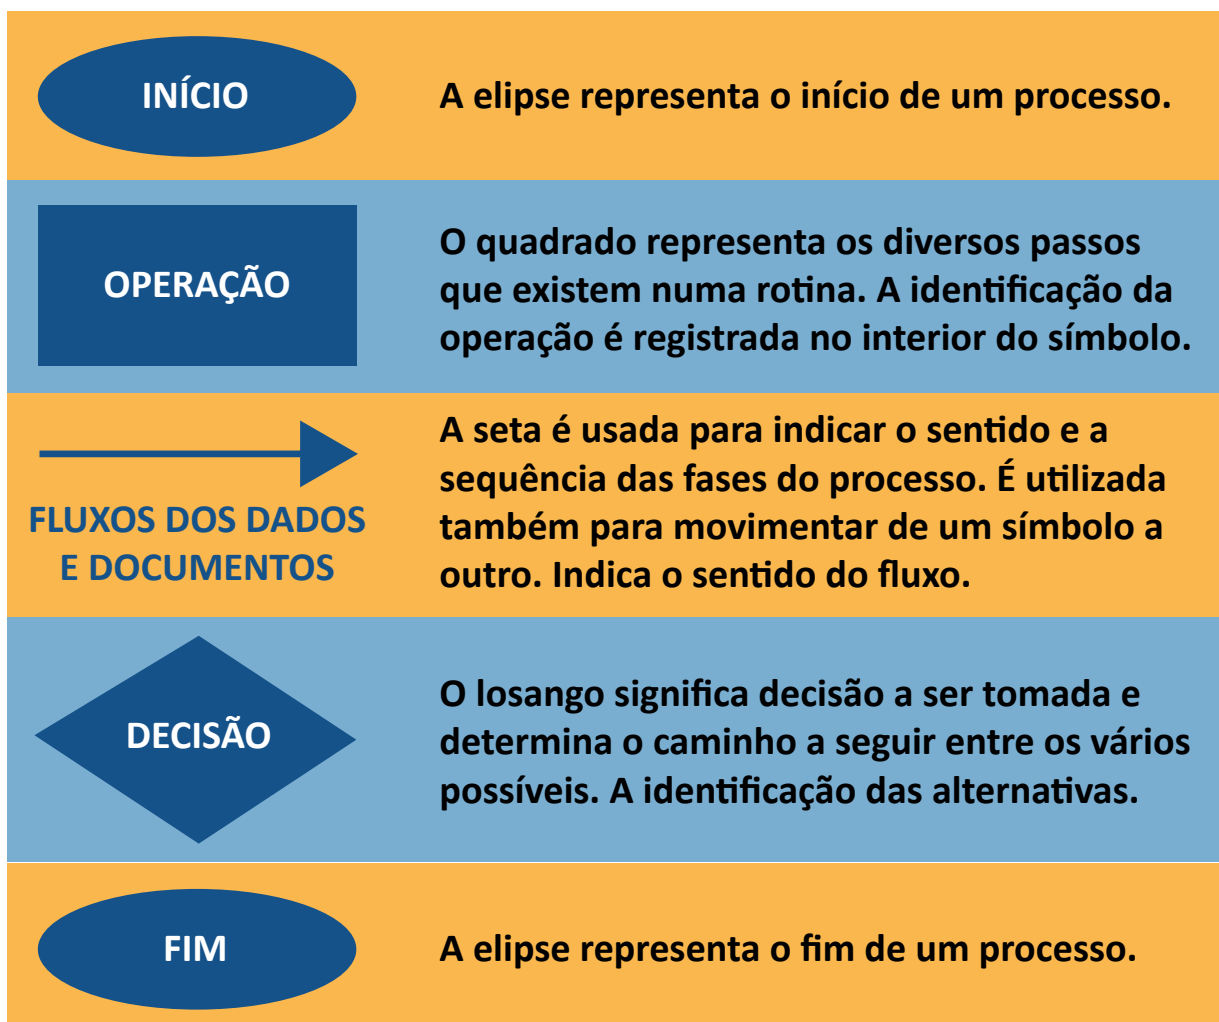 INÍCIO
A elipse representa o início de um processo.
OPERAÇÃO
O quadrado representa os diversos passos
que existem numa rotina. A identificação da
operação é registrada no interior do símbolo.
FLUXOS DOS DADOS
E DOCUMENTOS
A seta é usada para indicar o sentido e a
sequência das fases do processo. É utilizada
também para movimentar de um símbolo a
outro. Indica o sentido do fluxo.
DECISÃO
O losango significa decisão a ser tomada e
determina o caminho a seguir entre os vários
possíveis. A identificação das alternativas.
FIM
A elipse representa o fim de um processo.